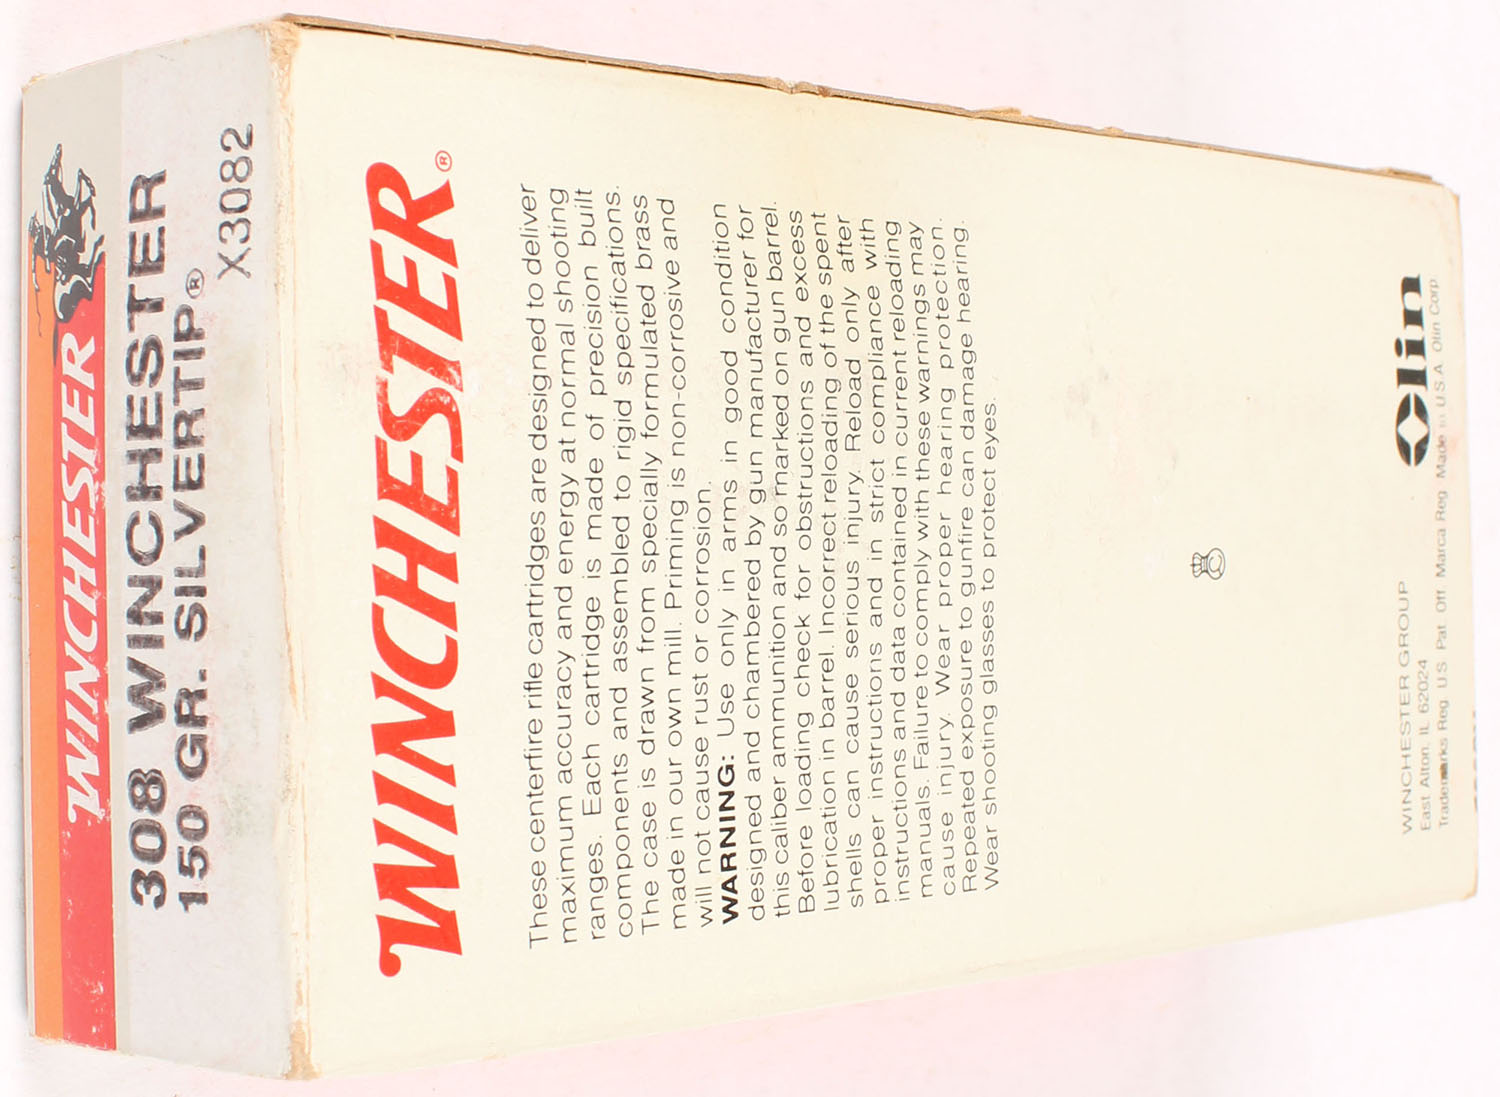 WINCHESTER
308 WINCHESTER
150 GR. SILVERTIP®
X3082
WINCHESTER®
These centerfire rifle cartridges are designed to deliver
maximum accuracy and energy at normal shooting
ranges. Each cartridge is made of precision built
components and assembled to rigid specifications.
The case is drawn from specially formulated brass
made in our own mill. Priming is non-corrosive and
will not cause rust or corrosion.
WARNING: Use only in arms in good condition
designed and chambered by gun manufacturer for
this caliber ammunition and so marked on gun barrel.
Before loading check for obstructions and excess
lubrication in barrel. Incorrect reloading of the spent
shells can cause serious injury. Reload only after
proper instructions and in strict compliance with
instructions and data contained in current reloading
manuals. Failure to comply with these warnings may
cause injury. Wear proper hearing protection.
Repeated exposure to gunfire can damage hearing.
Wear shooting glasses to protect eyes.
WINCHESTER GROUP
East Alton, IL 62024
Trademarks Reg. U.S. Pat. Off. Marca Reg. Made in U.S.A. Olin Corp
Olin